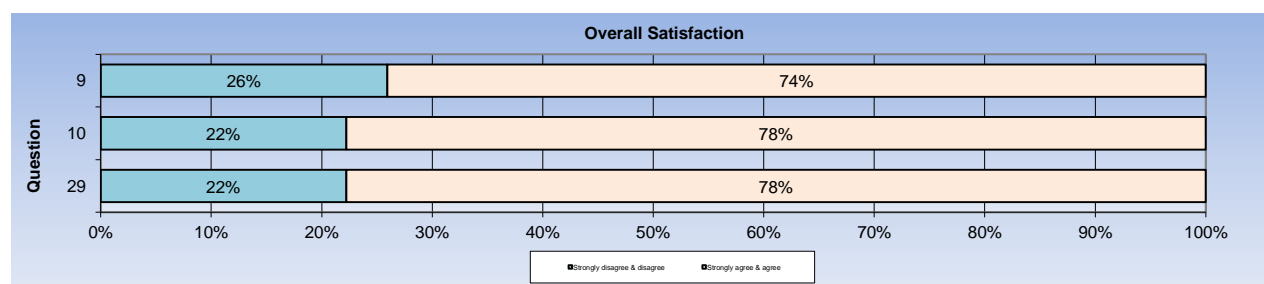 Overall Satisfaction
Question
9
26%
74%
10
22%
78%
29
22%
78%
0% 10% 20% 30% 40% 50% 60% 70% 80% 90% 100%
Strongly disagree & disagree Strongly agree & agree